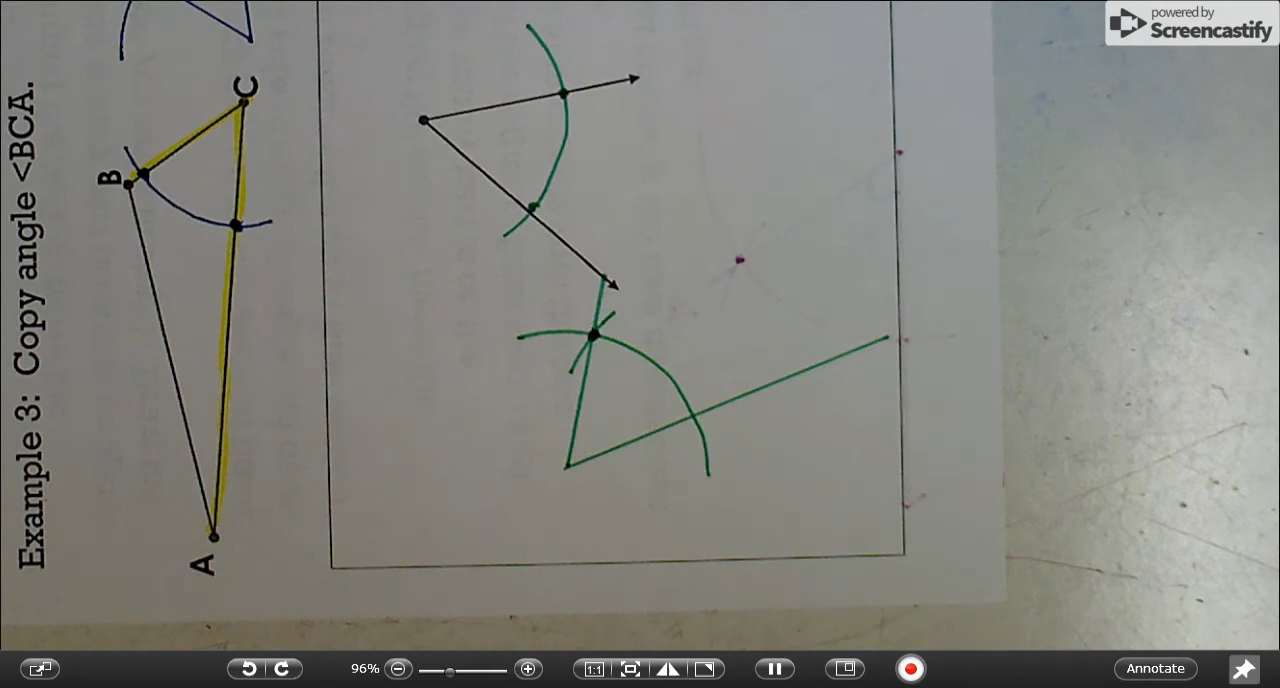 Example 3: Copy angle <BCA.
B
C
A
powered by
Screencastify
96%
1:1
Annotate